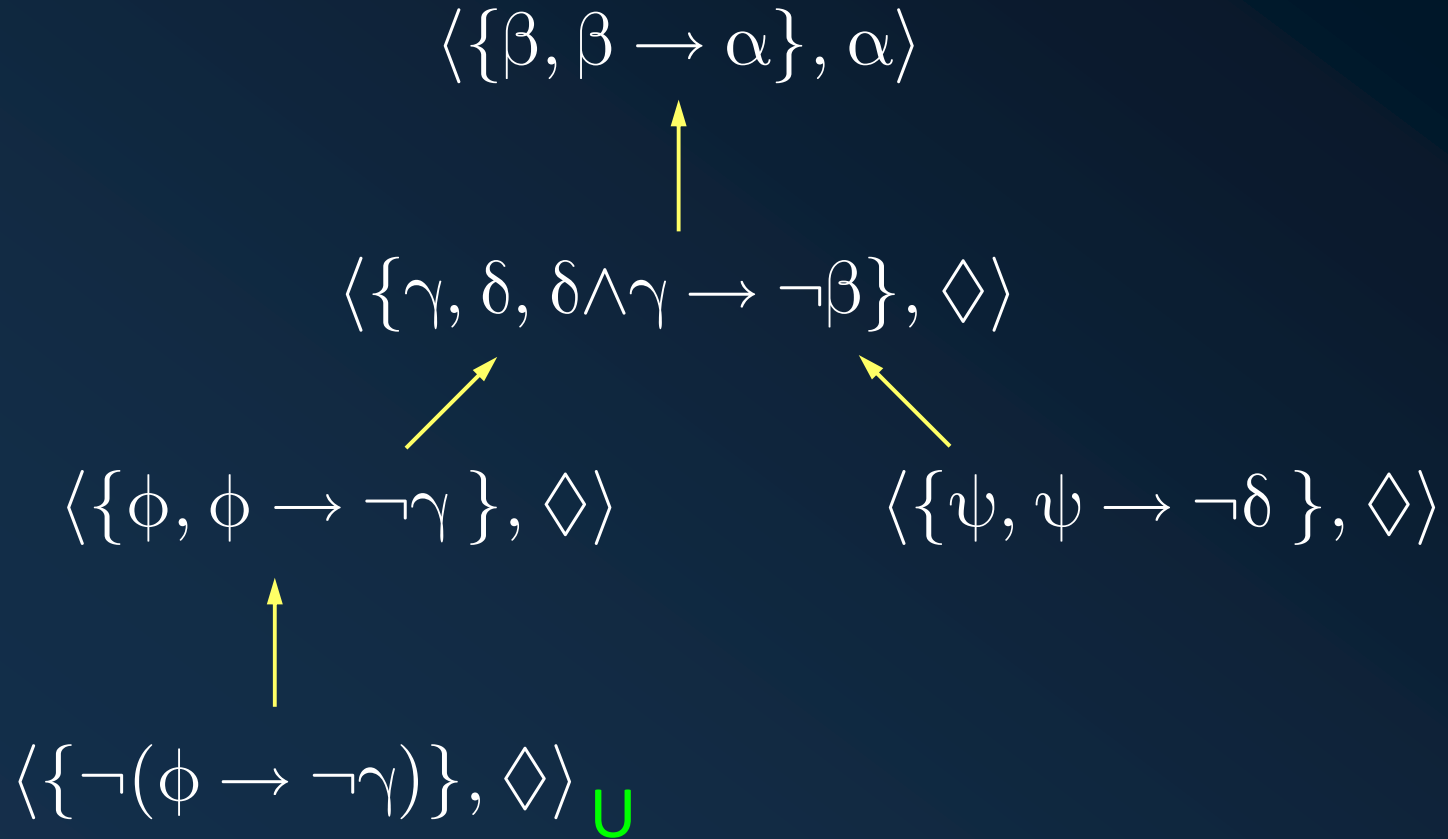 ⟨{β, β → α}, α⟩
⟨{γ, δ, δ∧γ → ¬β}, ◊⟩
⟨{ϕ, ϕ → ¬γ }, ◊⟩ ⟨{ψ, ψ → ¬δ }, ◊⟩
⟨{¬(ϕ → ¬γ)}, ◊⟩ U